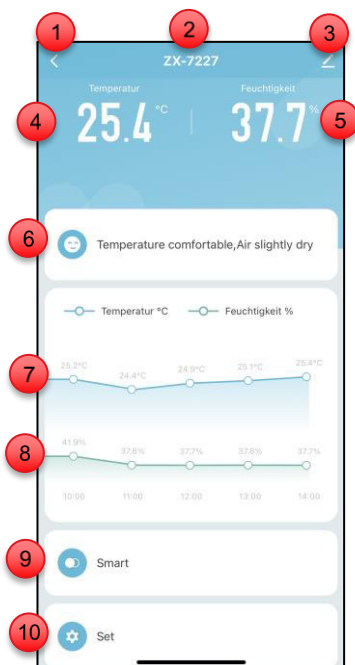 1
2
3
ZX-7227
Temperatur
Feuchtigkeit
4
25.4 °C
37.7 %
5
6
Temperature comfortable,Air slightly dry
Temperatur °C
Feuchtigkeit %
7
25.2°C
24.4°C
24.9°C
25.1°C
25.4°C
8
41.9%
37.6%
37.7%
37.8%
37.7%
10:00
11:00
12:00
13:00
14:00
9
Smart
10
Set